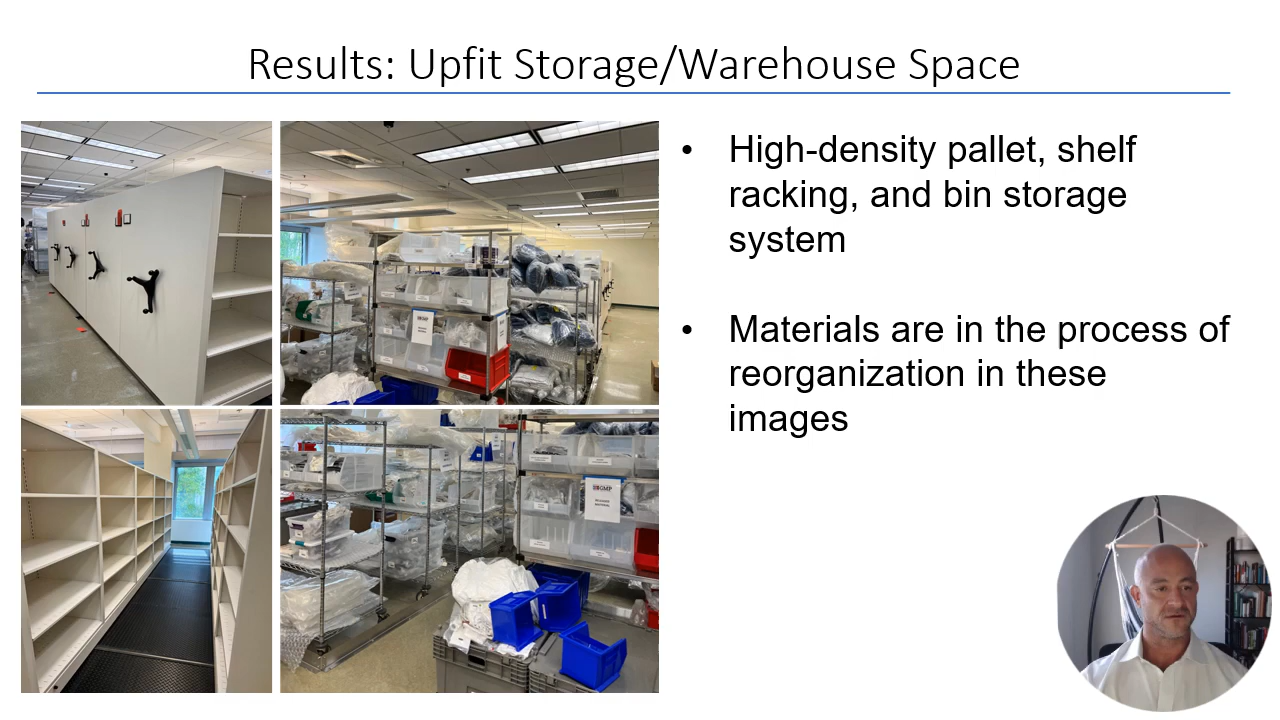 Results: Upfit Storage/Warehouse Space
• High-density pallet, shelf
racking, and bin storage
system
• Materials are in the process of
reorganization in these
images